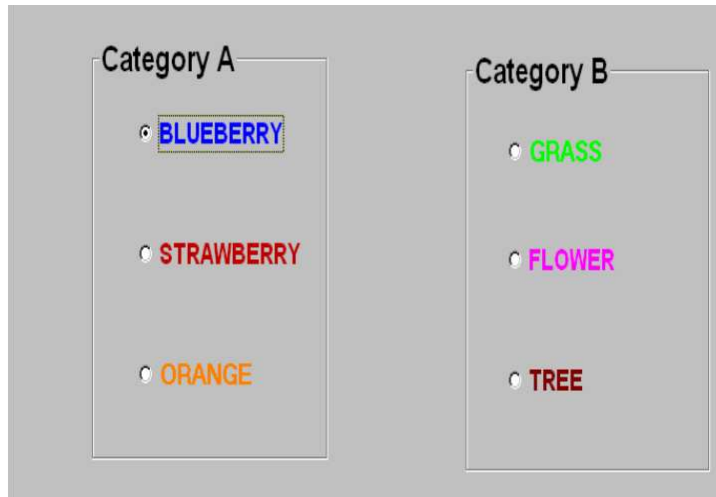 Category A
BLUEBERRY
STRAWBERRY
ORANGE
Category B
GRASS
FLOWER
TREE